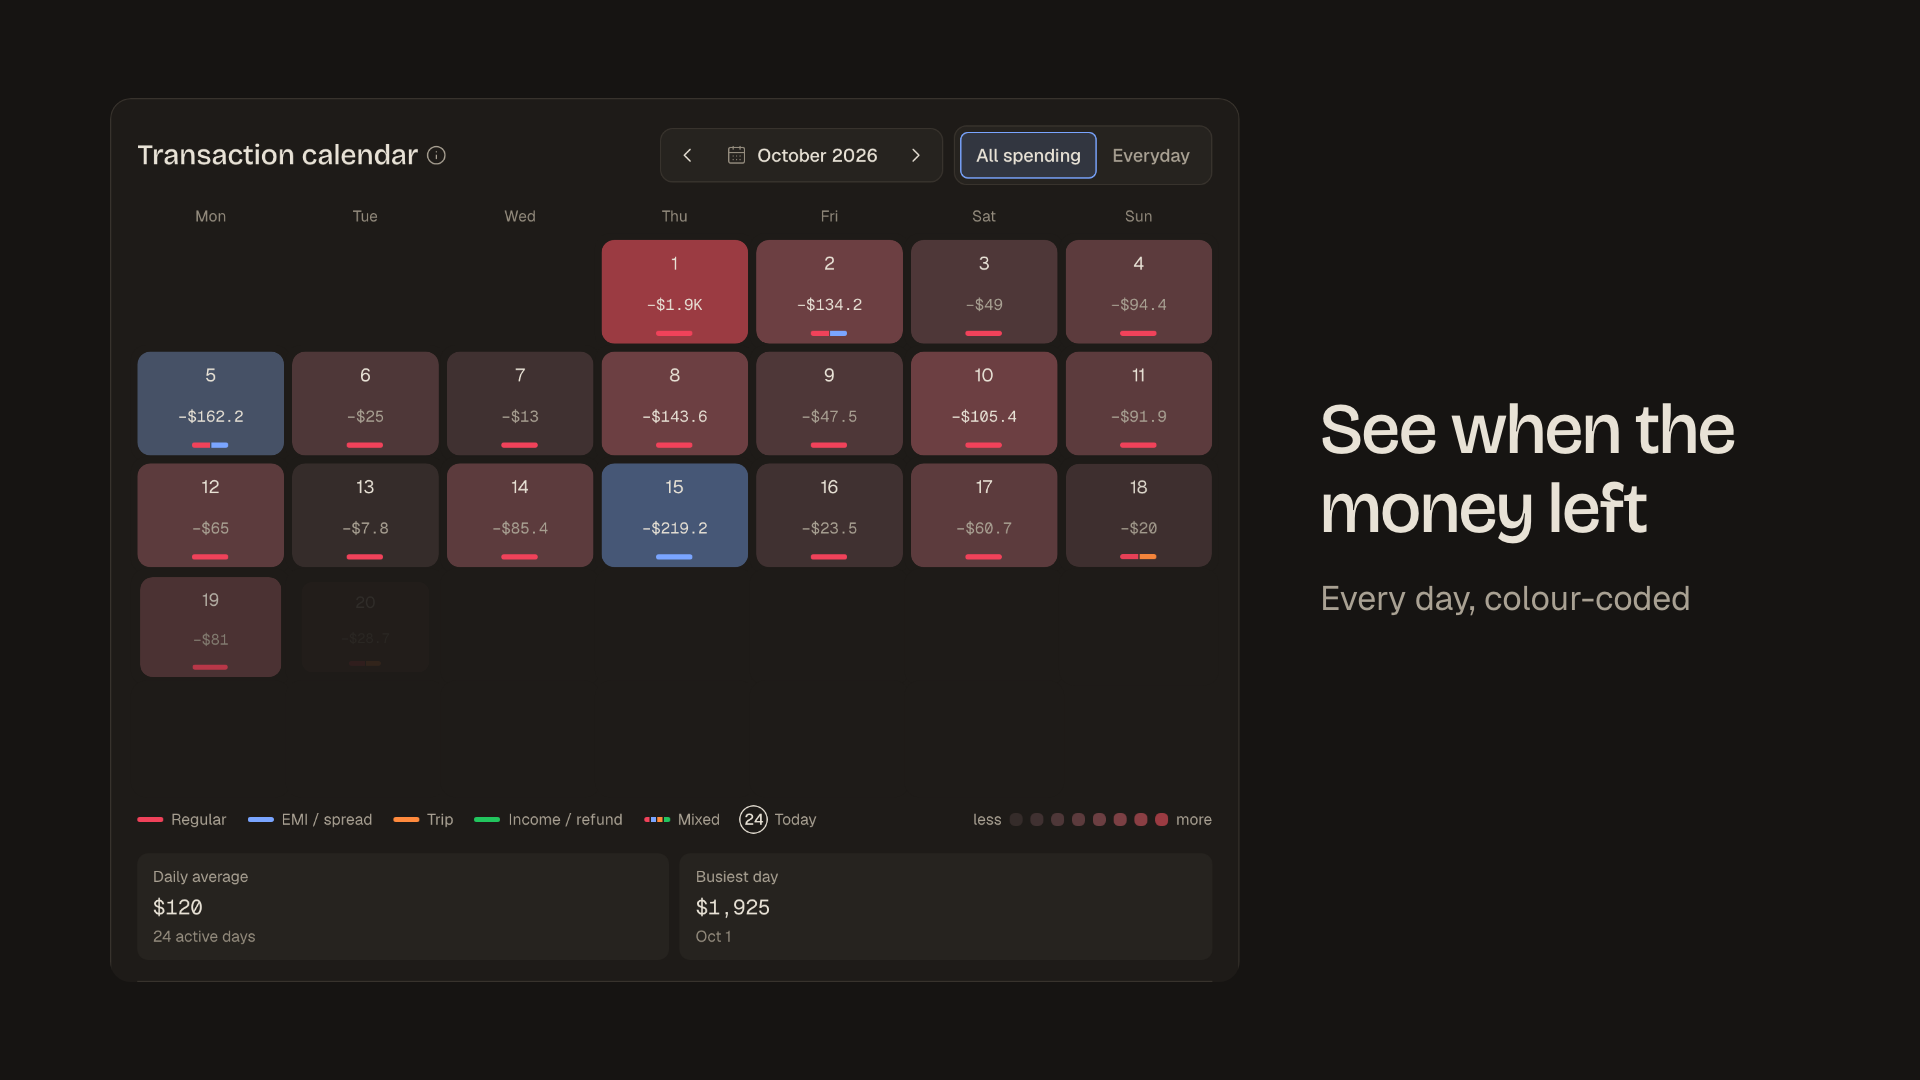 Transaction calendar
October 2026
All spending
Everyday
Mon Tue Wed Thu Fri Sat Sun
1 2 3 4
-$1.9K -$134.2 -$49 -$94.4
5 6 7 8 9 10 11
-$162.2 -$25 -$13 -$143.6 -$47.5 -$105.4 -$91.9
12 13 14 15 16 17 18
-$65 -$7.8 -$85.4 -$219.2 -$23.5 -$60.7 -$20
19 20
-$81
Regular EMI / spread Trip Income / refund Mixed 24 Today less more
Daily average
$120
24 active days
Busiest day
$1,925
Oct 1
See when the
money left
Every day, colour-coded